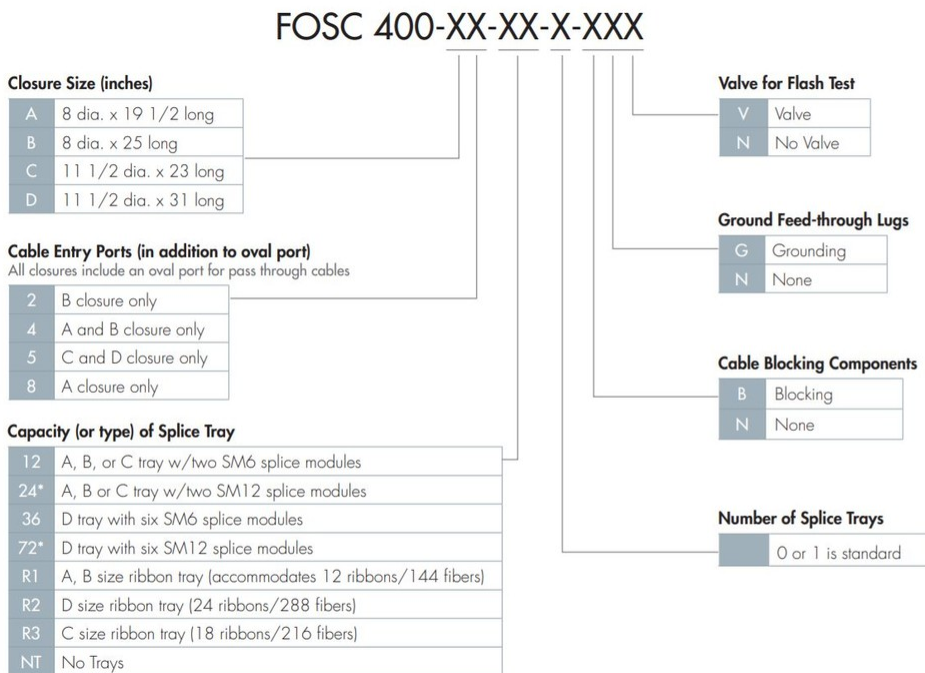 FOSC 400-XX-XX-X-XXX
Closure Size (inches)
A 8 dia. x 19 1/2 long
B 8 dia. x 25 long
C 11 1/2 dia. x 23 long
D 11 1/2 dia. x 31 long
Cable Entry Ports (in addition to oval port)
All closures include an oval port for pass through cables
2 B closure only
4 A and B closure only
5 C and D closure only
8 A closure only
Capacity (or type) of Splice Tray
12 A, B, or C tray w/two SM6 splice modules
24* A, B or C tray w/two SM12 splice modules
36 D tray with six SM6 splice modules
72* D tray with six SM12 splice modules
R1 A, B size ribbon tray (accommodates 12 ribbons/144 fibers)
R2 D size ribbon tray (24 ribbons/288 fibers)
R3 C size ribbon tray (18 ribbons/216 fibers)
NT No Trays
Valve for Flash Test
V Valve
N No Valve
Ground Feed-through Lugs
G Grounding
N None
Cable Blocking Components
B Blocking
N None
Number of Splice Trays
0 or 1 is standard